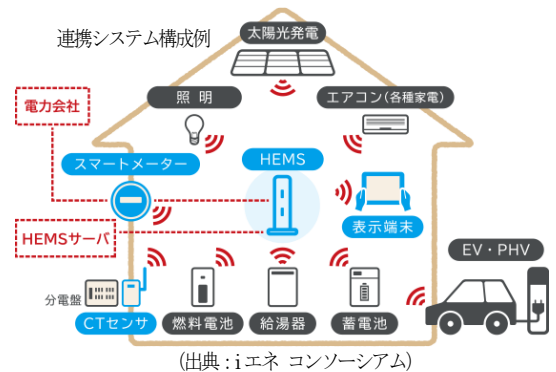 連携システム構成例
太陽光発電
照明
エアコン(各種家電)
電力会社
スマートメーター
HEMS
表示端末
HEMSサーバ
EV・PHV
分電盤
CTセンサ
燃料電池
給湯器
蓄電池
(出典:iエネ コンソーシアム)